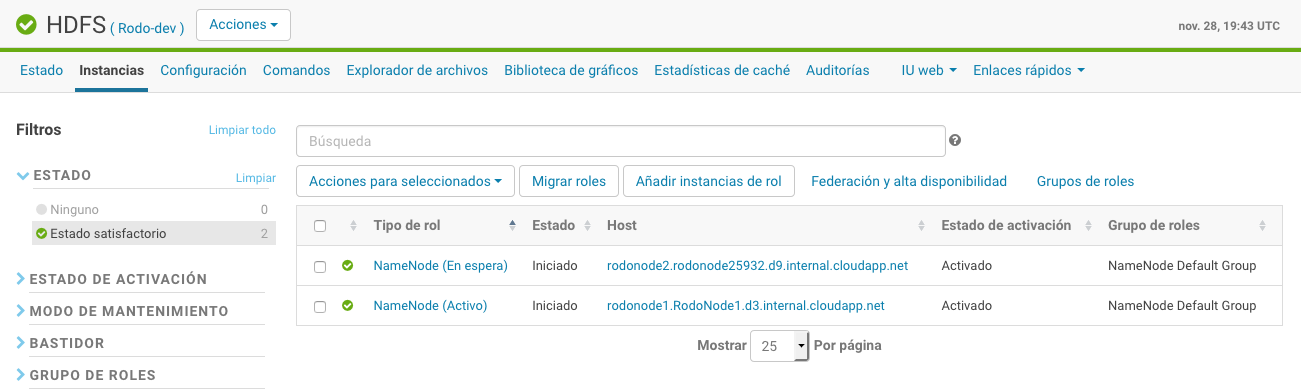 HDFS ( Rodo-dev ) Acciones
nov. 28, 19:43 UTC
Estado Instancias Configuración Comandos Explorador de archivos Biblioteca de gráficos Estadísticas de caché Auditorías IU web Enlaces rápidos
Filtros Limpiar todo
ESTADO Limpiar
Ninguno 0
Estado satisfactorio 2
ESTADO DE ACTIVACIÓN
MODO DE MANTENIMIENTO
BASTIDOR
GRUPO DE ROLES
Búsqueda ?
Acciones para seleccionados Migrar roles Añadir instancias de rol Federación y alta disponibilidad Grupos de roles
Tipo de rol Estado Host Estado de activación Grupo de roles
NameNode (En espera) Iniciado rodonode2.rodonode25932.d9.internal.cloudapp.net Activado NameNode Default Group
NameNode (Activo) Iniciado rodonode1.RodoNode1.d3.internal.cloudapp.net Activado NameNode Default Group
Mostrar 25 Por página